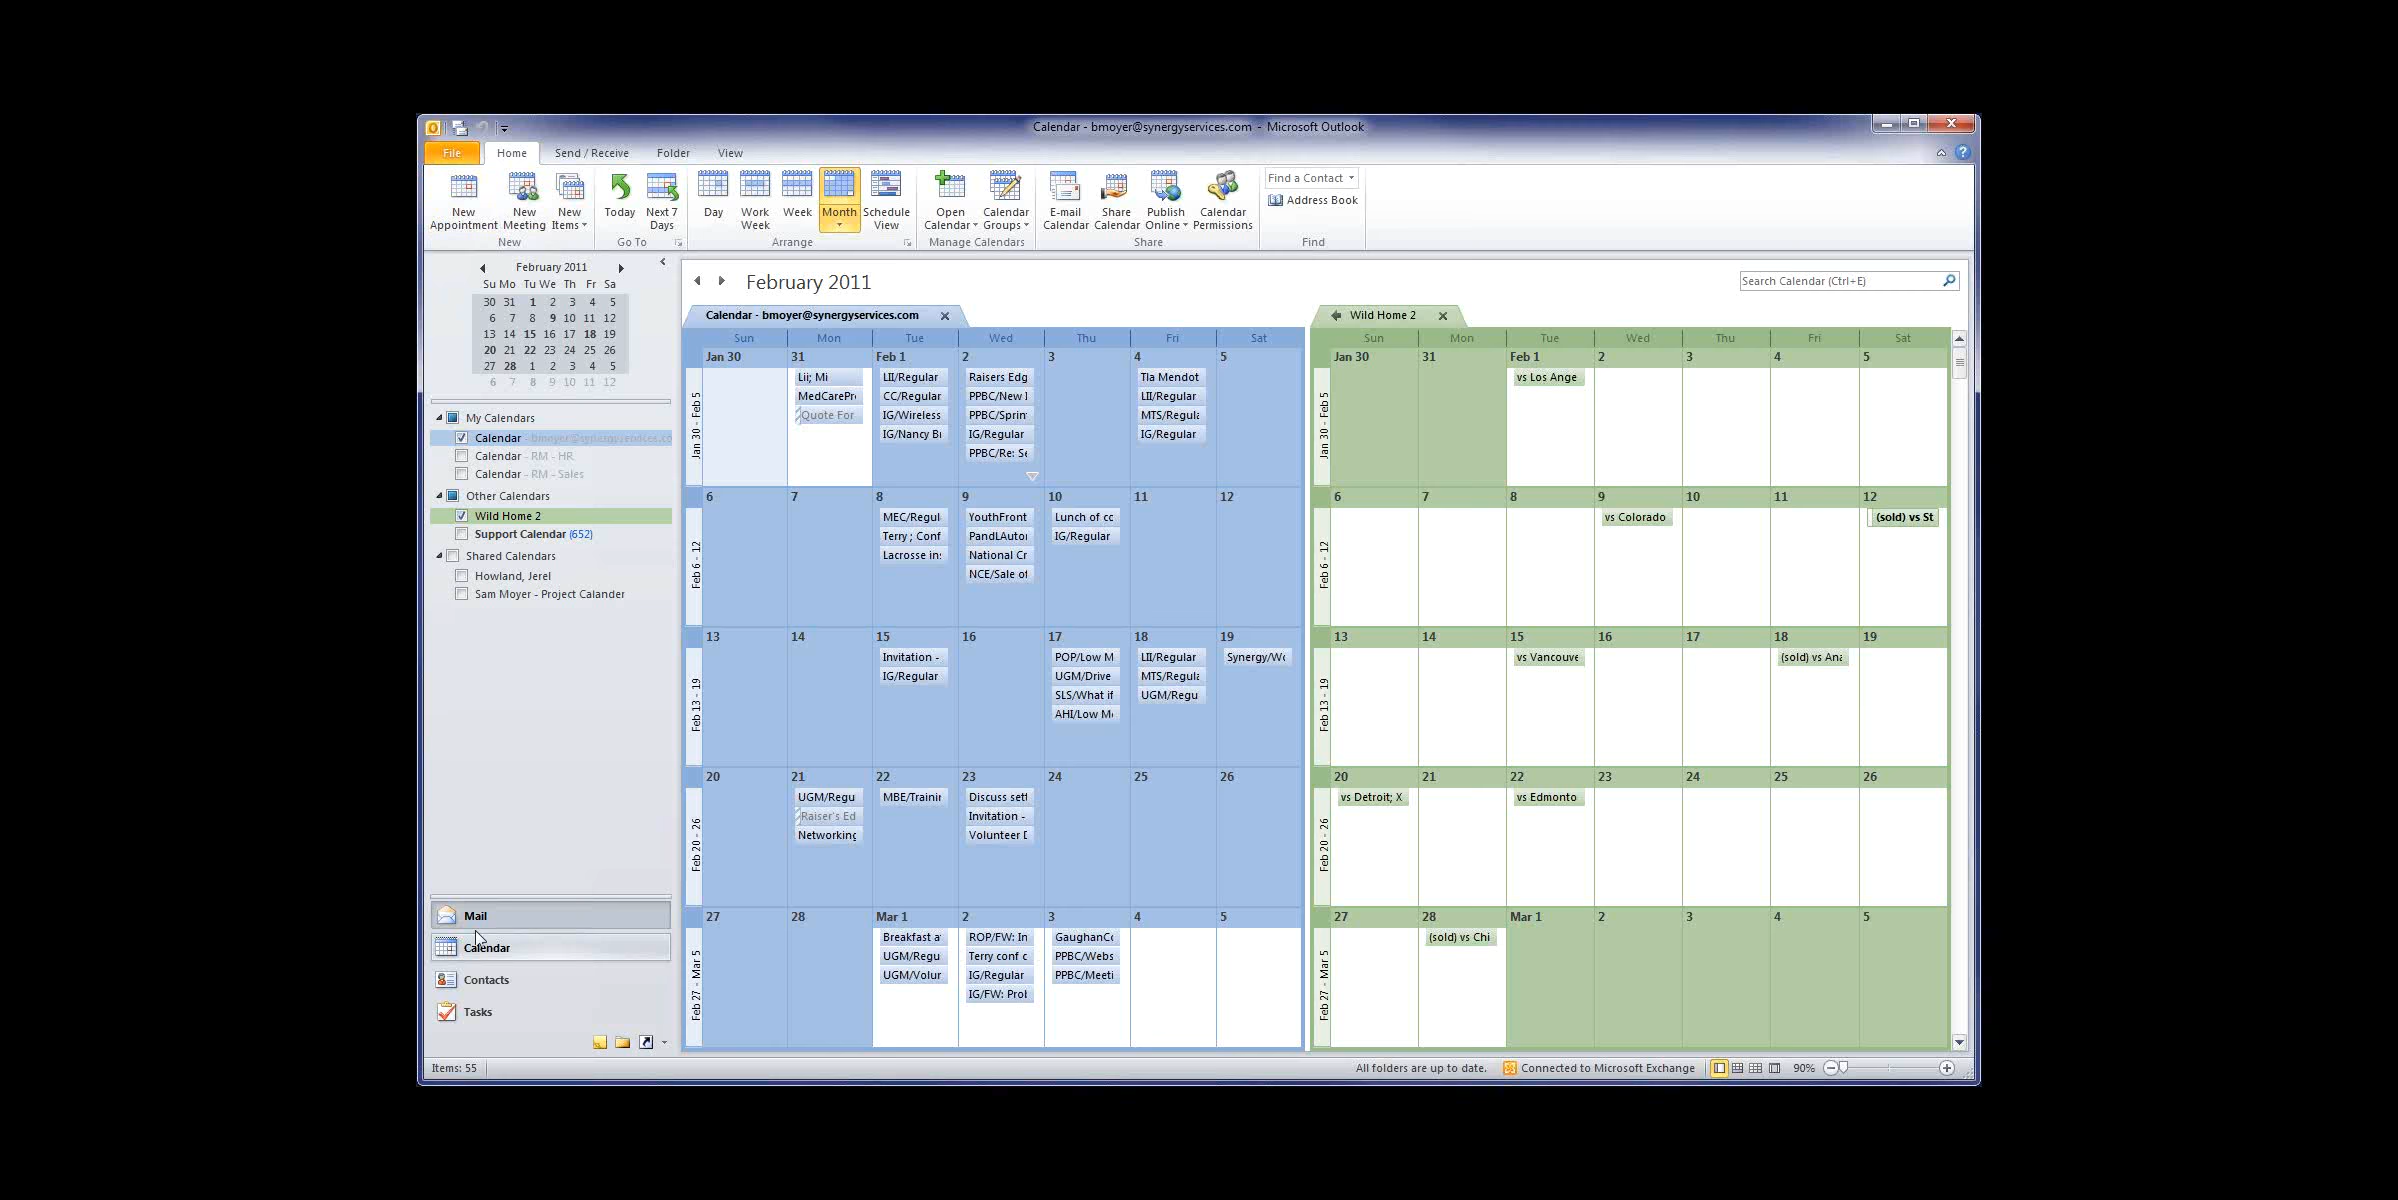 Calendar - bmoyer@synergyservices.com - Microsoft Outlook
File Home Send / Receive Folder View
New Appointment
New Meeting
New Items
Today
Next 7 Days
Day
Work Week
Week
Month
Schedule View
Open Calendar
Calendar Groups
E-mail Calendar
Share Calendar
Publish Online
Calendar Permissions
Find a Contact
Address Book
New Go To Arrange Manage Calendars Share Find
February 2011
Su Mo Tu We Th Fr Sa
30 31 1 2 3 4 5
6 7 8 9 10 11 12
13 14 15 16 17 18 19
20 21 22 23 24 25 26
27 28 1 2 3 4 5
6 7 8 9 10 11 12
My Calendars
Calendar - bmoyer@synergyservices.co
Calendar - RM - HR
Calendar - RM - Sales
Other Calendars
Wild Home 2
Support Calendar (652)
Shared Calendars
Howland, Jerel
Sam Moyer - Project Calander
Mail
Calendar
Contacts
Tasks
February 2011
Search Calendar (Ctrl+E)
Calendar - bmoyer@synergyservices.com
Sun Mon Tue Wed Thu Fri Sat
Jan 30 - Feb 5
Jan 30 31 Feb 1 2 3 4 5
Lii; Mi
MedCarePr
Quote For
LII/Regular
CC/Regular
IG/Wireless
IG/Nancy Br
Raisers Edg
PPBC/New I
PPBC/Sprin
IG/Regular
PPBC/Re: Se
Tla Mendot
LII/Regular
MTS/Regula
IG/Regular
Feb 6 - 12
6 7 8 9 10 11 12
MEC/Regul
Terry ; Conf
Lacrosse in
YouthFront
PandLAutor
National Cr
NCE/Sale of
Lunch of cc
IG/Regular
Feb 13 - 19
13 14 15 16 17 18 19
Invitation -
IG/Regular
POP/Low M
UGM/Drive
SLS/What if
AHI/Low M
LII/Regular
MTS/Regula
UGM/Regu
Synergy/Wo
Feb 20 - 26
20 21 22 23 24 25 26
UGM/Regu
Raiser's Ed
Networking
MBE/Trainir
Discuss sett
Invitation -
Volunteer D
Feb 27 - Mar 5
27 28 Mar 1 2 3 4 5
Breakfast a
UGM/Regu
UGM/Volur
ROP/FW: In
Terry conf c
IG/Regular
IG/FW: Prol
GaughanCo
PPBC/Webs
PPBC/Meeti
Wild Home 2
Sun Mon Tue Wed Thu Fri Sat
Jan 30 - Feb 5
Jan 30 31 Feb 1 2 3 4 5
vs Los Ange
Feb 6 - 12
6 7 8 9 10 11 12
vs Colorado
(sold) vs St
Feb 13 - 19
13 14 15 16 17 18 19
vs Vancouve
(sold) vs Ana
Feb 20 - 26
20 21 22 23 24 25 26
vs Detroit; X
vs Edmonto
Feb 27 - Mar 5
27 28 Mar 1 2 3 4 5
(sold) vs Chi
Items: 55
All folders are up to date. Connected to Microsoft Exchange 90%